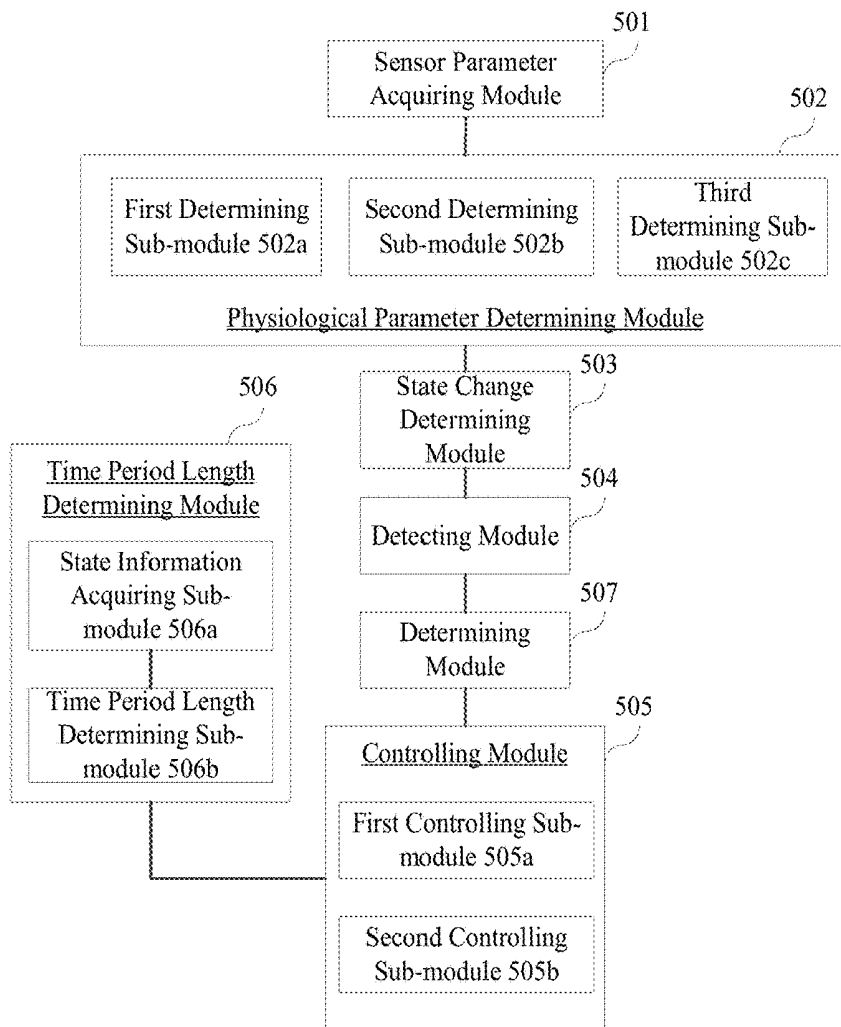 501
Sensor Parameter
Acquiring Module
502
First Determining
Sub-module 502a
Second Determining
Sub-module 502b
Third
Determining Sub-
module 502c
Physiological Parameter Determining Module
503
State Change
Determining
Module
506
Time Period Length
Determining Module
State Information
Acquiring Sub-
module 506a
Time Period Length
Determining Sub-
module 506b
504
Detecting Module
507
Determining
Module
505
Controlling Module
First Controlling Sub-
module 505a
Second Controlling
Sub-module 505b